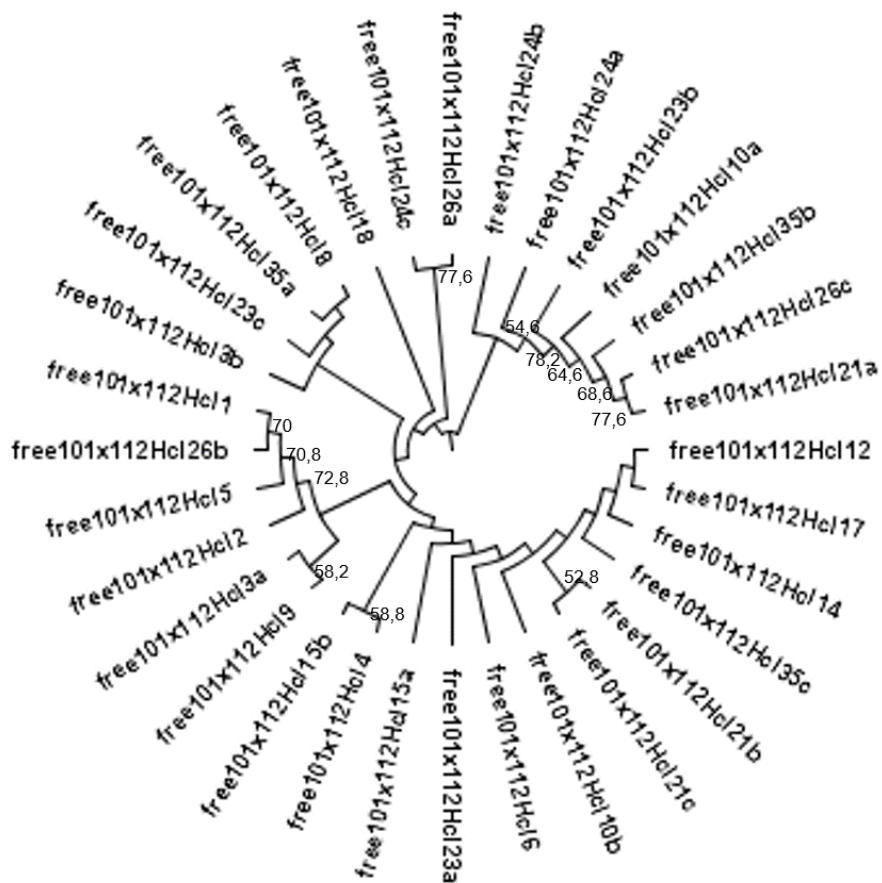 free101x112Hcl26a
free101x112Hcl24b
free101x112Hcl24a
free101x112Hcl23b
free101x112Hcl10a
free101x112Hcl35b
free101x112Hcl26c
free101x112Hcl21a
free101x112Hcl12
free101x112Hcl17
free101x112Hcl14
free101x112Hcl35c
free101x112Hcl21b
free101x112Hcl21c
free101x112Hcl10b
free101x112Hcl6
free101x112Hcl23a
free101x112Hcl15a
free101x112Hcl4
free101x112Hcl15b
free101x112Hcl9
free101x112Hcl3a
free101x112Hcl2
free101x112Hcl5
free101x112Hcl26b
free101x112Hcl1
free101x112Hcl3b
free101x112Hcl23c
free101x112Hcl35a
free101x112Hcl8
free101x112Hcl18
free101x112Hcl24c
77,6
54,6
78,2
64,6
68,6
77,6
52,8
58,8
58,2
72,8
70,8
70